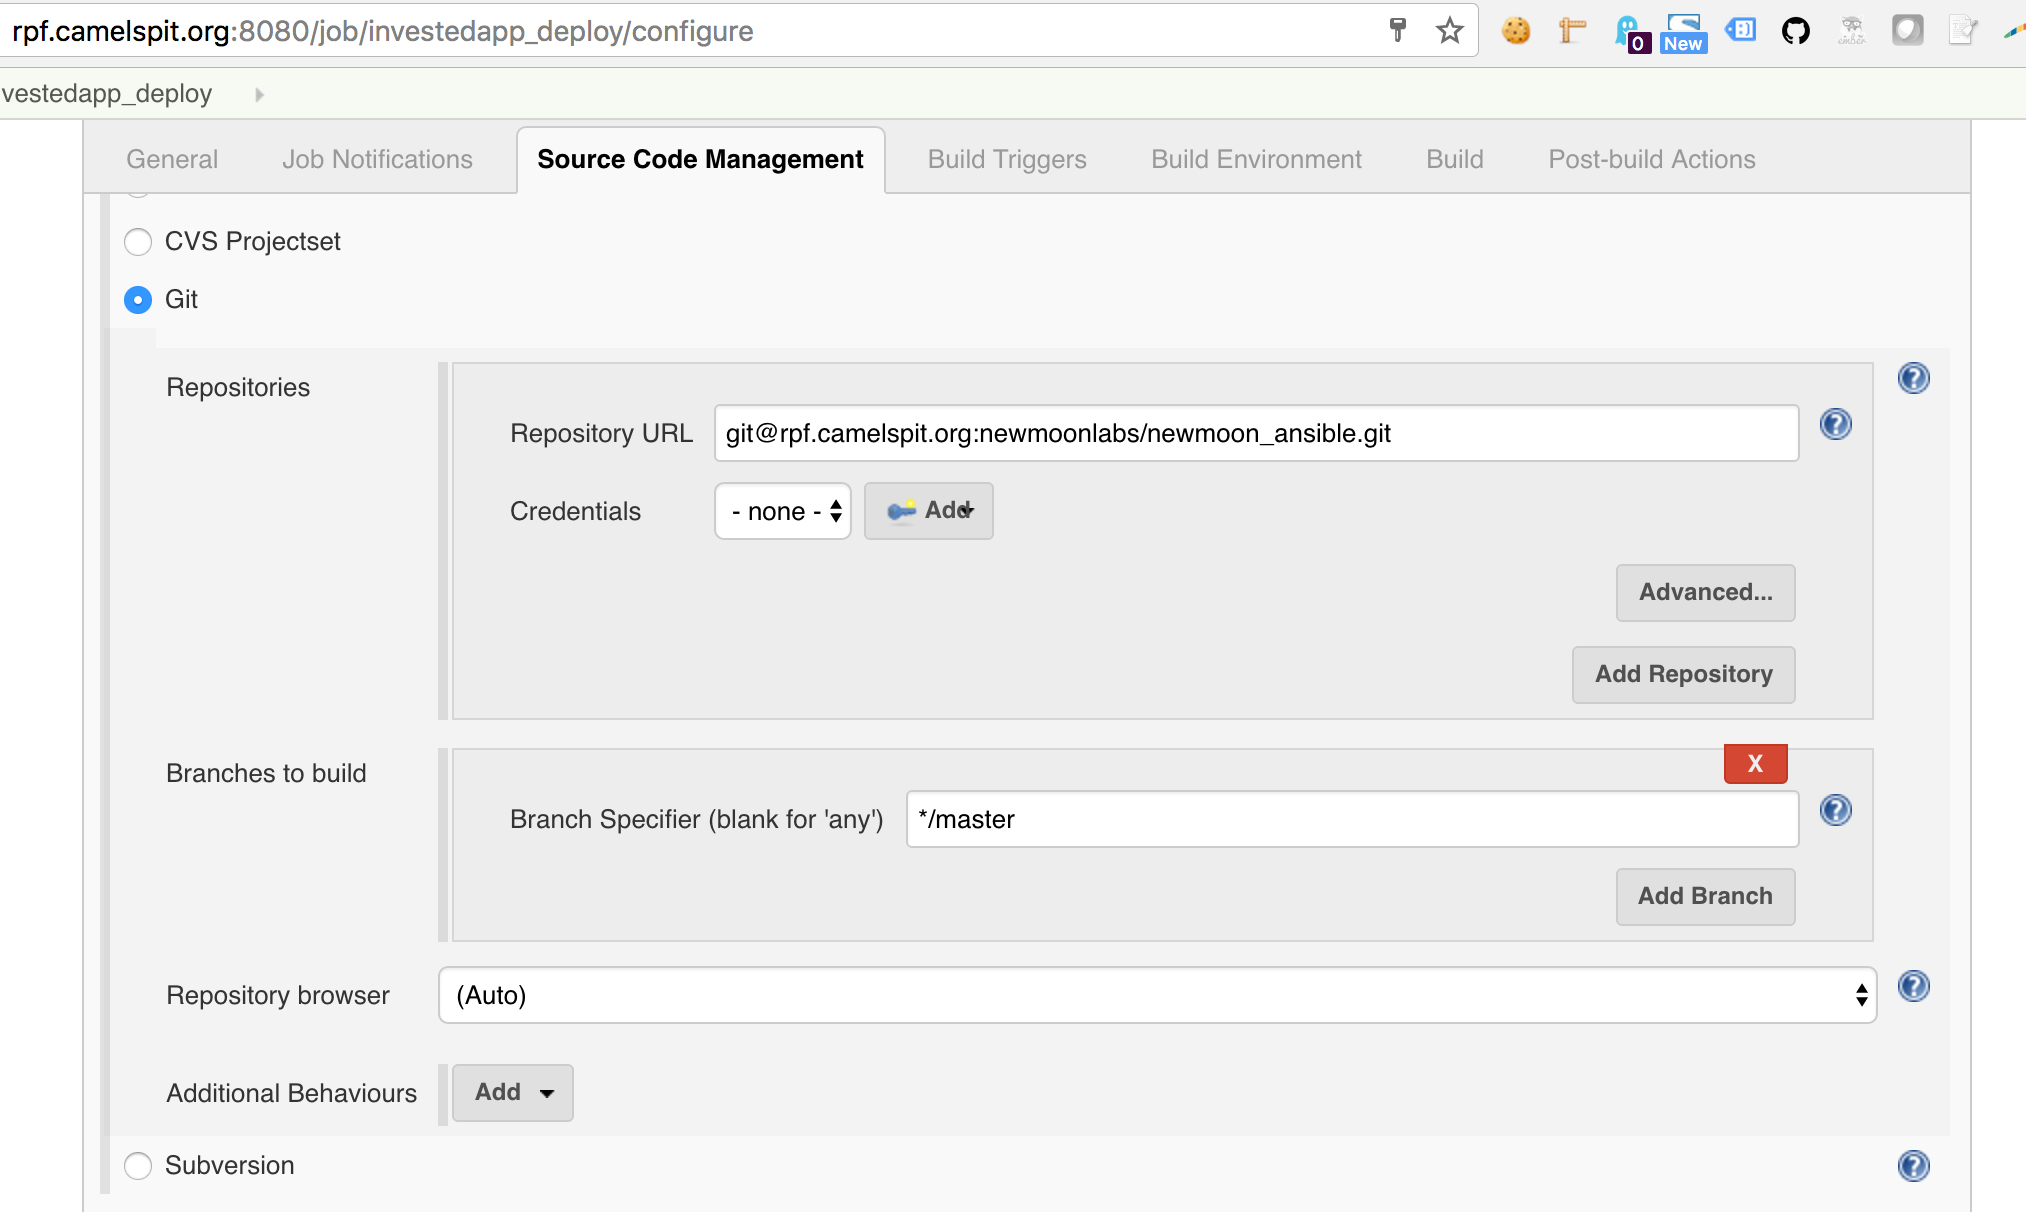 rpf.camelspit.org:8080/job/investedapp_deploy/configure
0
New
vestedapp_deploy
General Job Notifications Source Code Management Build Triggers Build Environment Build Post-build Actions
CVS Projectset
Git
Repositories
Repository URL git@rpf.camelspit.org:newmoonlabs/newmoon_ansible.git
Credentials - none - Add
Advanced...
Add Repository
Branches to build
X
Branch Specifier (blank for 'any') */master
Add Branch
Repository browser (Auto)
Additional Behaviours Add
Subversion